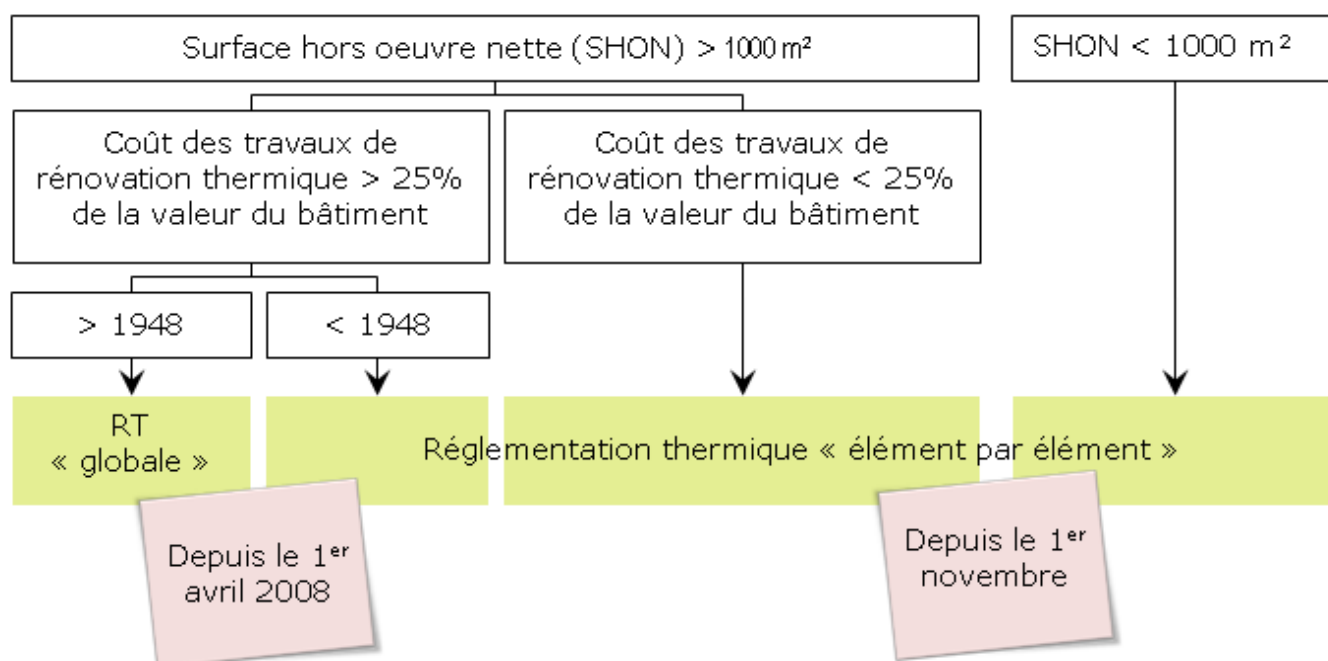 Surface hors oeuvre nette (SHON) > 1000 m²
SHON < 1000 m²
Coût des travaux de
rénovation thermique > 25%
de la valeur du bâtiment
Coût des travaux de
rénovation thermique < 25%
de la valeur du bâtiment
> 1948
< 1948
RT
« globale »
Réglementation thermique « élément par élément »
Depuis le 1er
avril 2008
Depuis le 1er
novembre